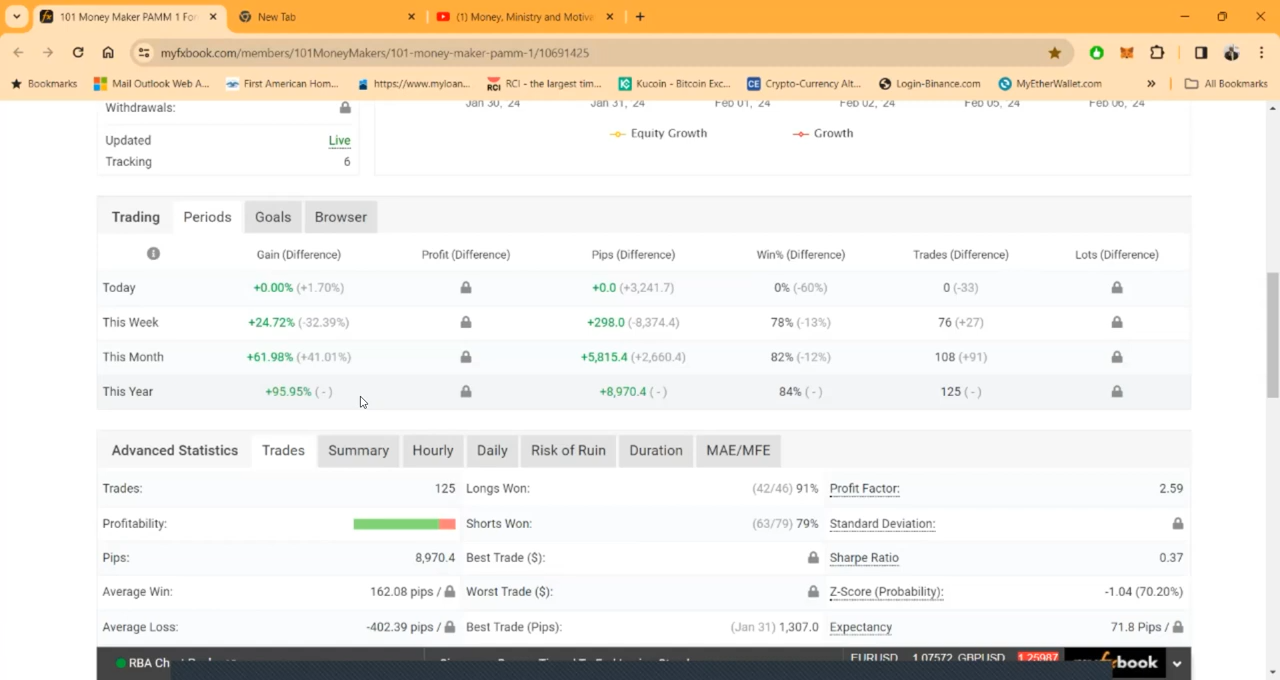 101 Money Maker PAMM 1 For
New Tab
(1) Money, Ministry and Motiva
myfxbook.com/members/101MoneyMakers/101-money-maker-pamm-1/10691425
Bookmarks
Mail Outlook Web A...
First American Hom...
https://www.myloan...
RCI - the largest tim...
Kucoin - Bitcoin Exc...
Crypto-Currency Alt...
Login-Binance.com
MyEtherWallet.com
»
All Bookmarks
Withdrawals:
Jan 30, 24 Jan 31, 24 Feb 01, 24 Feb 02, 24 Feb 05, 24 Feb 06, 24
Equity Growth Growth
Updated Live
Tracking 6
Trading Periods Goals Browser
Gain (Difference) Profit (Difference) Pips (Difference) Win% (Difference) Trades (Difference) Lots (Difference)
Today +0.00% (+1.70%) +0.0 (+3,241.7) 0% (-60%) 0 (-33)
This Week +24.72% (-32.39%) +298.0 (-8,374.4) 78% (-13%) 76 (+27)
This Month +61.98% (+41.01%) +5,815.4 (+2,660.4) 82% (-12%) 108 (+91)
This Year +95.95% ( - ) +8,970.4 ( - ) 84% ( - ) 125 ( - )
Advanced Statistics Trades Summary Hourly Daily Risk of Ruin Duration MAE/MFE
Trades: 125 Longs Won: (42/46) 91% Profit Factor: 2.59
Profitability: Shorts Won: (63/79) 79% Standard Deviation:
Pips: 8,970.4 Best Trade ($): Sharpe Ratio 0.37
Average Win: 162.08 pips / Worst Trade ($): Z-Score (Probability): -1.04 (70.20%)
Average Loss: -402.39 pips / Best Trade (Pips): (Jan 31) 1,307.0 Expectancy 71.8 Pips /
RBA Ch EURUSD 1.07572 GBPUSD 1.25987 book